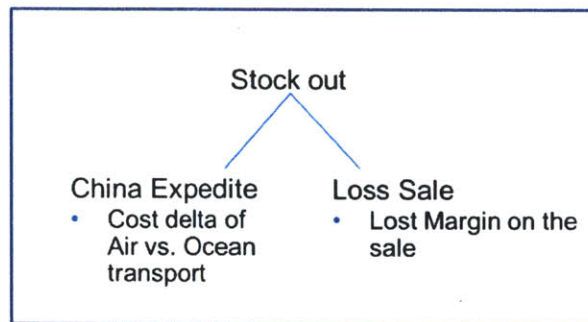 Stock out
China Expedite
• Cost delta of
Air vs. Ocean
transport
Loss Sale
• Lost Margin on the
sale